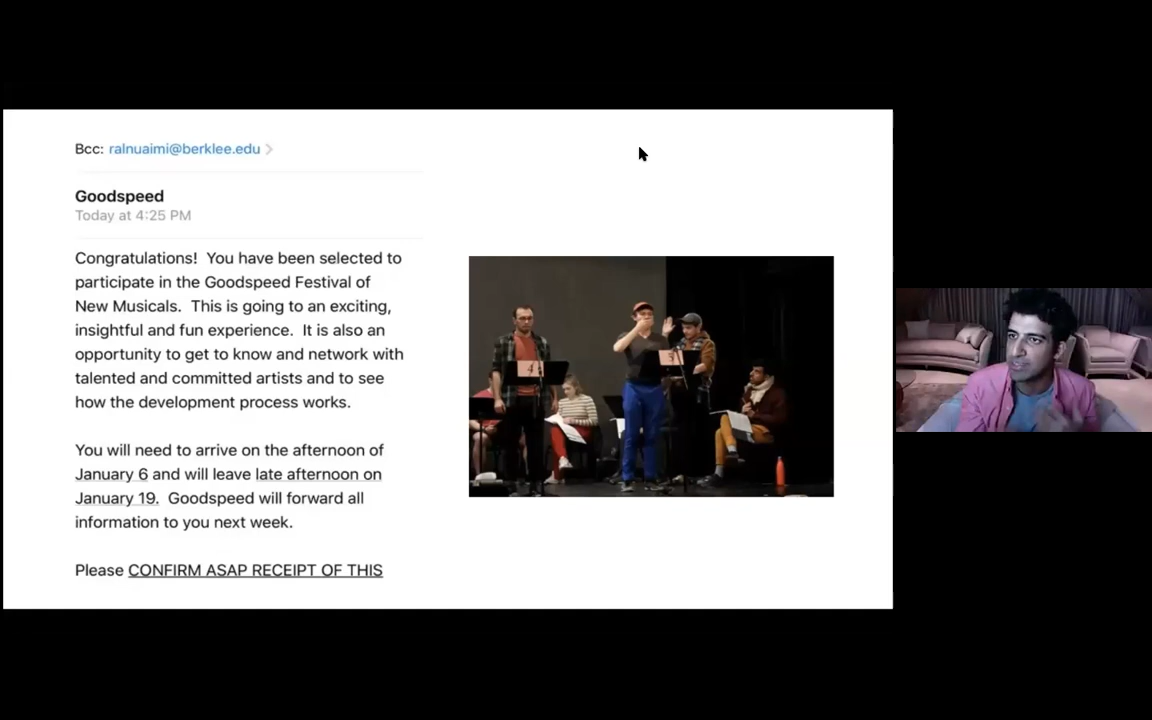 Bcc: ralnuaimi@berklee.edu
Goodspeed
Today at 4:25 PM
Congratulations!  You have been selected to
participate in the Goodspeed Festival of
New Musicals.  This is going to an exciting,
insightful and fun experience.  It is also an
opportunity to get to know and network with
talented and committed artists and to see
how the development process works.
You will need to arrive on the afternoon of
January 6 and will leave late afternoon on
January 19.  Goodspeed will forward all
information to you next week.
Please CONFIRM ASAP RECEIPT OF THIS
4
3